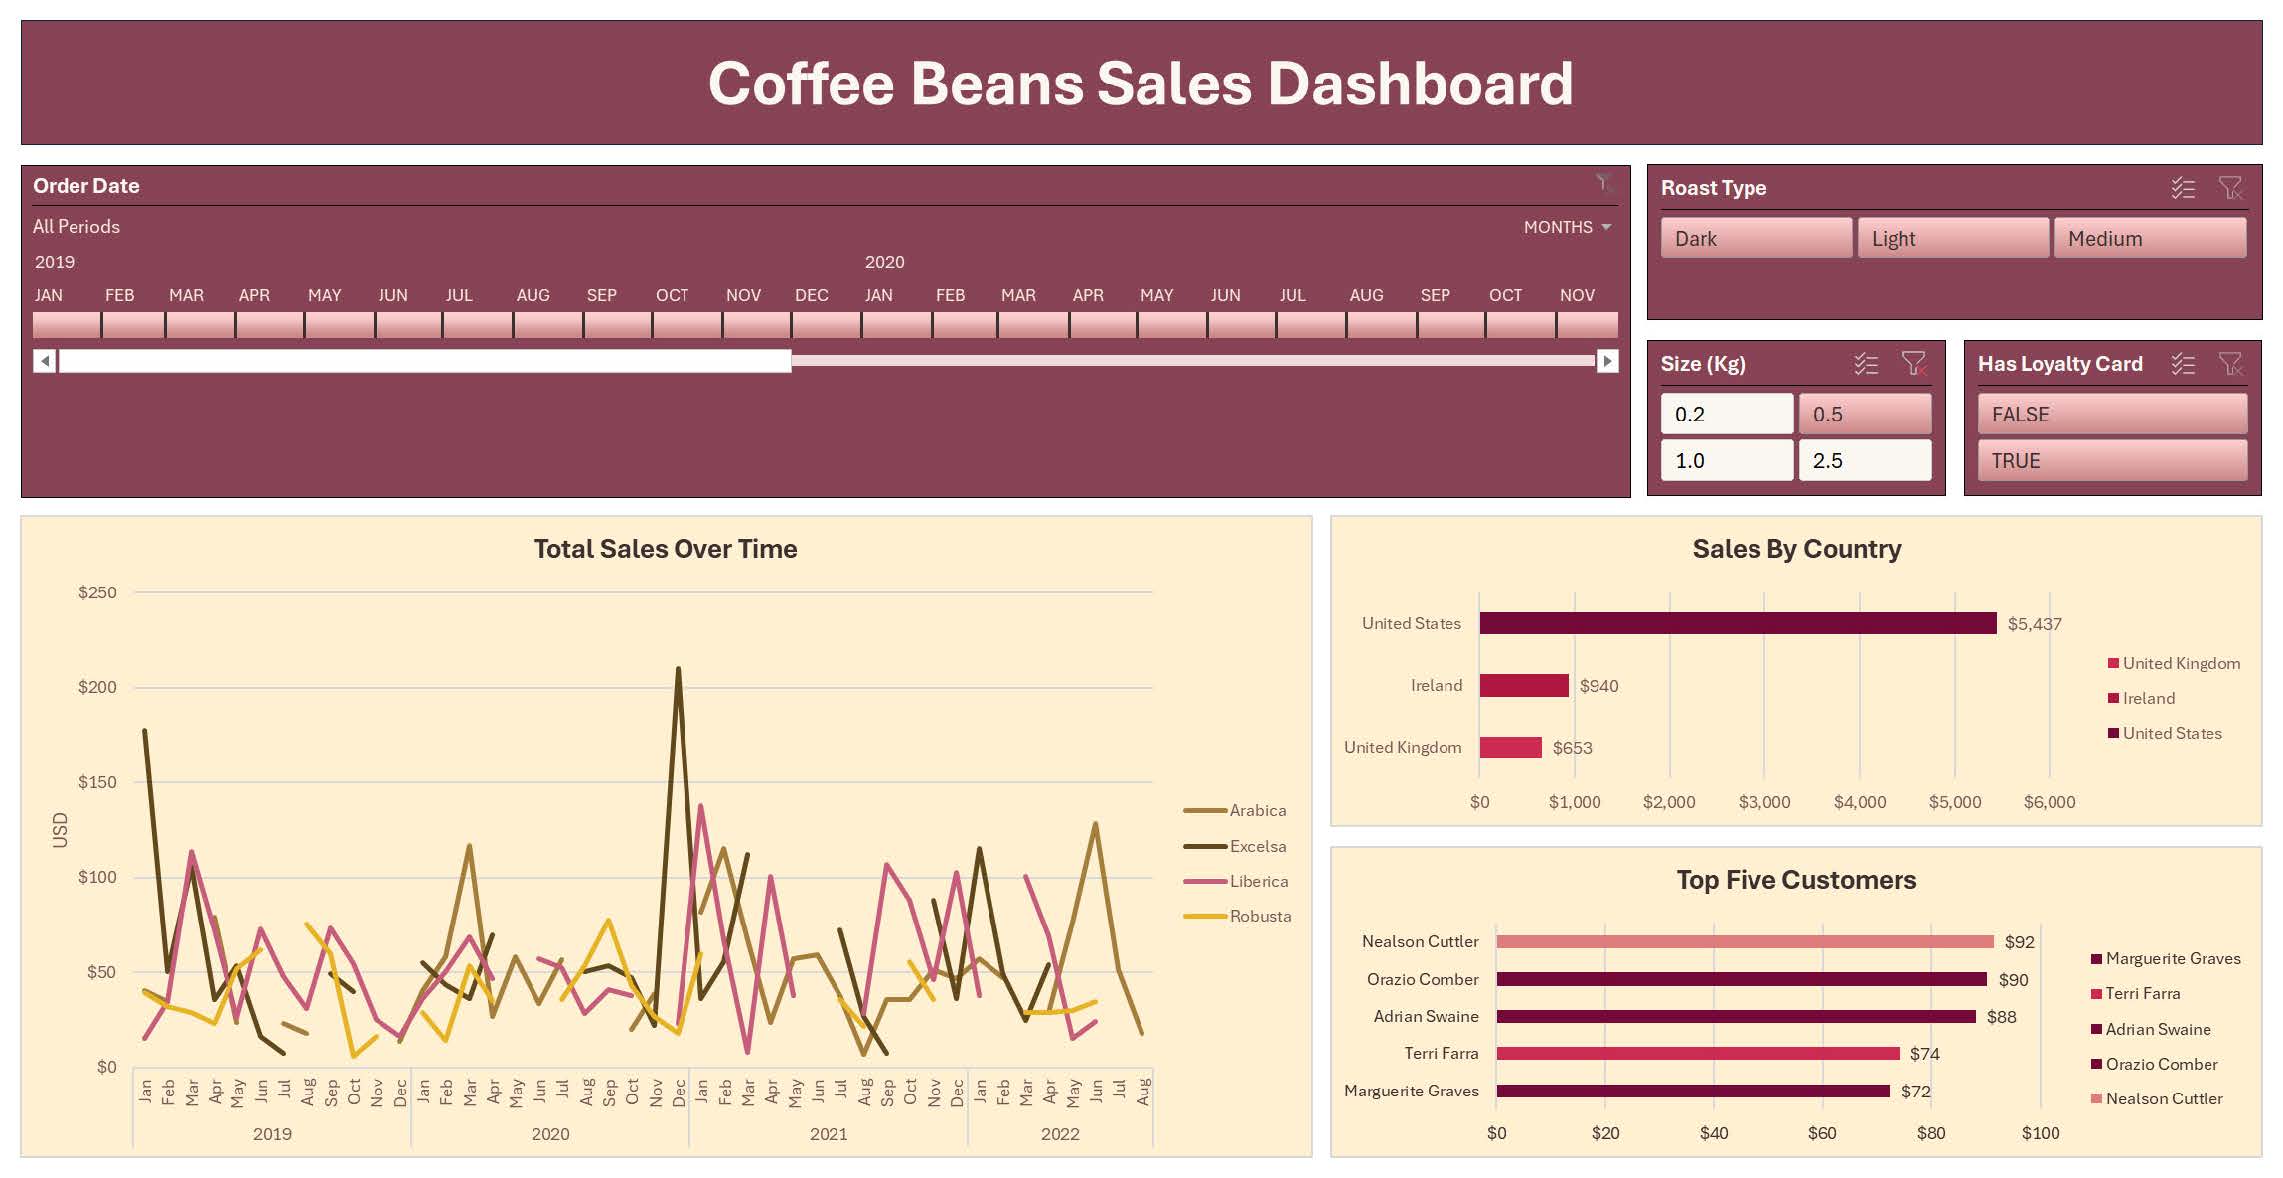 Coffee Beans Sales Dashboard
Order Date
All Periods
MONTHS
2019 2020
JAN FEB MAR APR MAY JUN JUL AUG SEP OCT NOV DEC JAN FEB MAR APR MAY JUN JUL AUG SEP OCT NOV
Roast Type
Dark Light Medium
Size (Kg)
0.2 0.5
1.0 2.5
Has Loyalty Card
FALSE
TRUE
Total Sales Over Time
$250
$200
$150
$100
$50
$0
USD
Jan Feb Mar Apr May Jun Jul Aug Sep Oct Nov Dec Jan Feb Mar Apr May Jun Jul Aug Sep Oct Nov Dec Jan Feb Mar Apr May Jun Jul Aug Sep Oct Nov Dec Jan Feb Mar Apr May Jun Jul Aug
2019 2020 2021 2022
Arabica
Excelsa
Liberica
Robusta
Sales By Country
United States $5,437
Ireland $940
United Kingdom $653
$0 $1,000 $2,000 $3,000 $4,000 $5,000 $6,000
United Kingdom
Ireland
United States
Top Five Customers
Nealson Cuttler $92
Orazio Comber $90
Adrian Swaine $88
Terri Farra $74
Marguerite Graves $72
$0 $20 $40 $60 $80 $100
Marguerite Graves
Terri Farra
Adrian Swaine
Orazio Comber
Nealson Cuttler